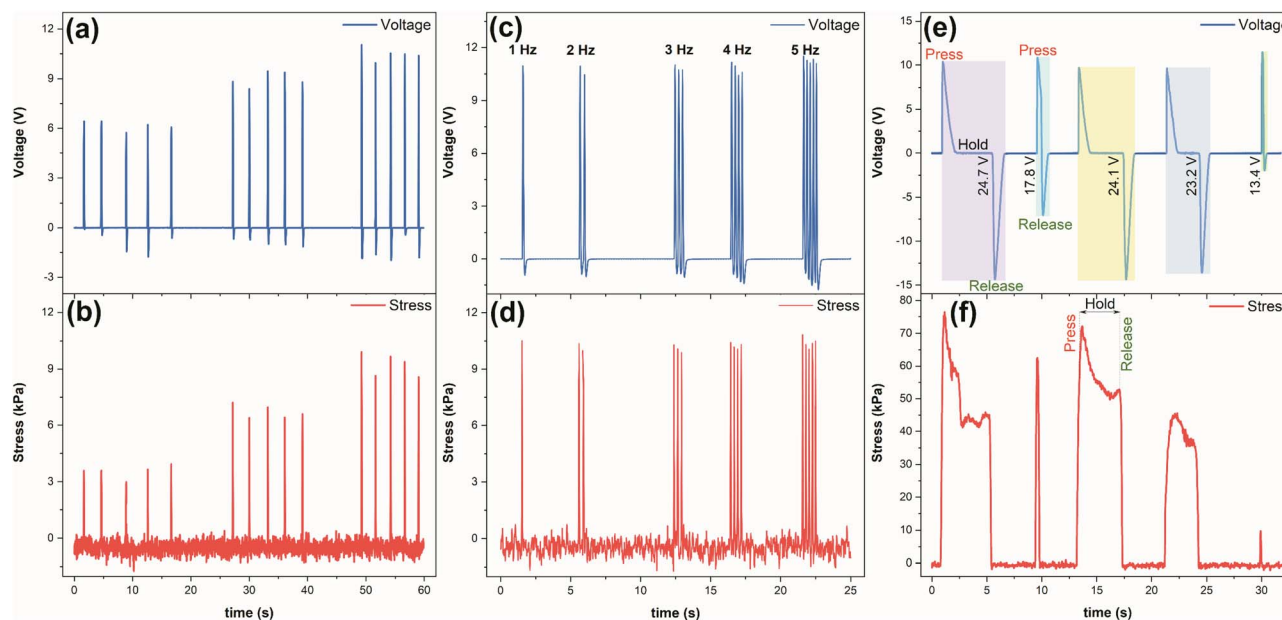 (a)
Voltage
12
9
6
3
0
-3
Voltage (V)
(b)
Stress
12
9
6
3
0
Stress (kPa)
0 10 20 30 40 50 60
time (s)
(c)
Voltage
1 Hz 2 Hz 3 Hz 4 Hz 5 Hz
12
9
6
3
0
Voltage (V)
(d)
Stress
12
9
6
3
0
Stress (kPa)
0 5 10 15 20 25
time (s)
(e)
Voltage
Press
Press
15
10
5
0
-5
-10
-15
Voltage (V)
Hold
24.7 V
17.8 V
24.1 V
23.2 V
13.4 V
Release
Release
(f)
Stress
Hold
Press
Release
80
70
60
50
40
30
20
10
0
Stress (kPa)
0 5 10 15 20 25 30
time (s)